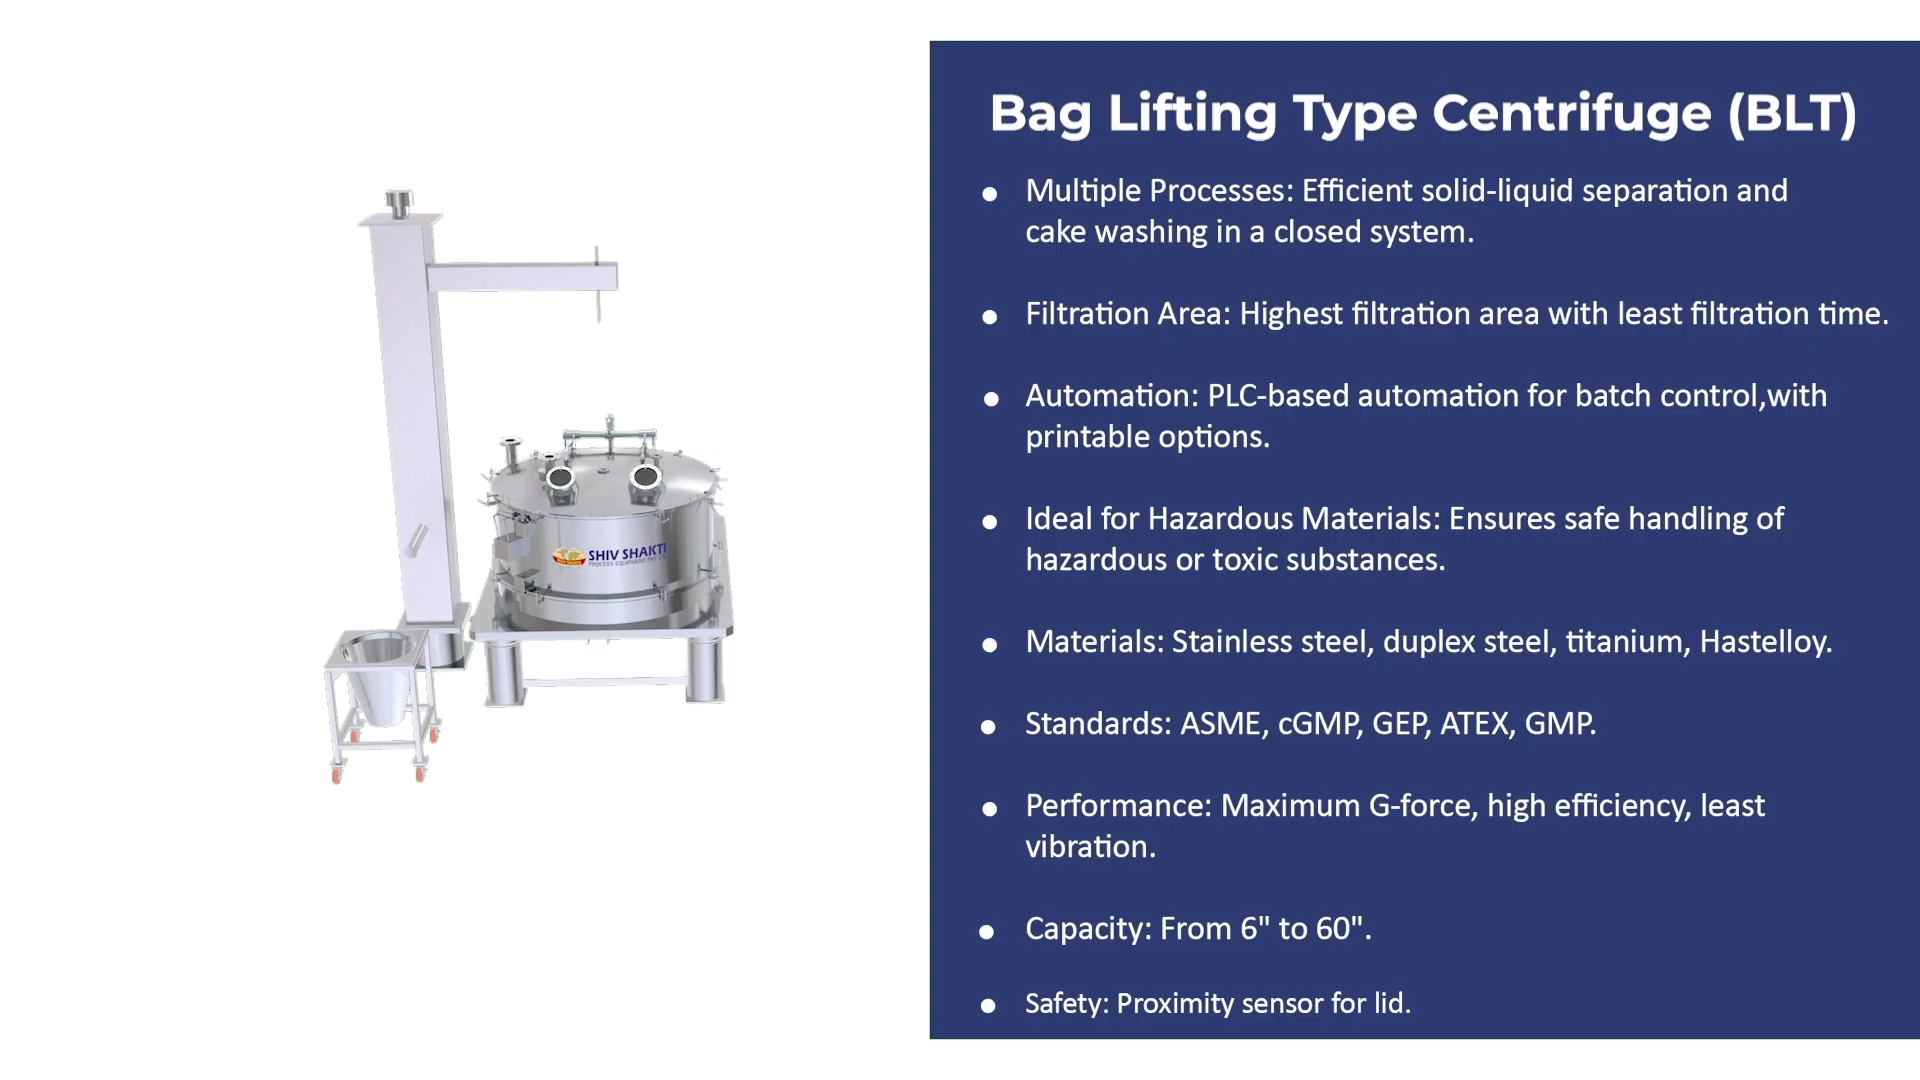 Bag Lifting Type Centrifuge (BLT)
● Multiple Processes: Efficient solid-liquid separation and
cake washing in a closed system.
● Filtration Area: Highest filtration area with least filtration time.
● Automation: PLC-based automation for batch control,with
printable options.
● Ideal for Hazardous Materials: Ensures safe handling of
hazardous or toxic substances.
● Materials: Stainless steel, duplex steel, titanium, Hastelloy.
● Standards: ASME, cGMP, GEP, ATEX, GMP.
● Performance: Maximum G-force, high efficiency, least
vibration.
● Capacity: From 6" to 60".
● Safety: Proximity sensor for lid.
SHIV SHAKTI
PROCESS EQUIPMENT PVT